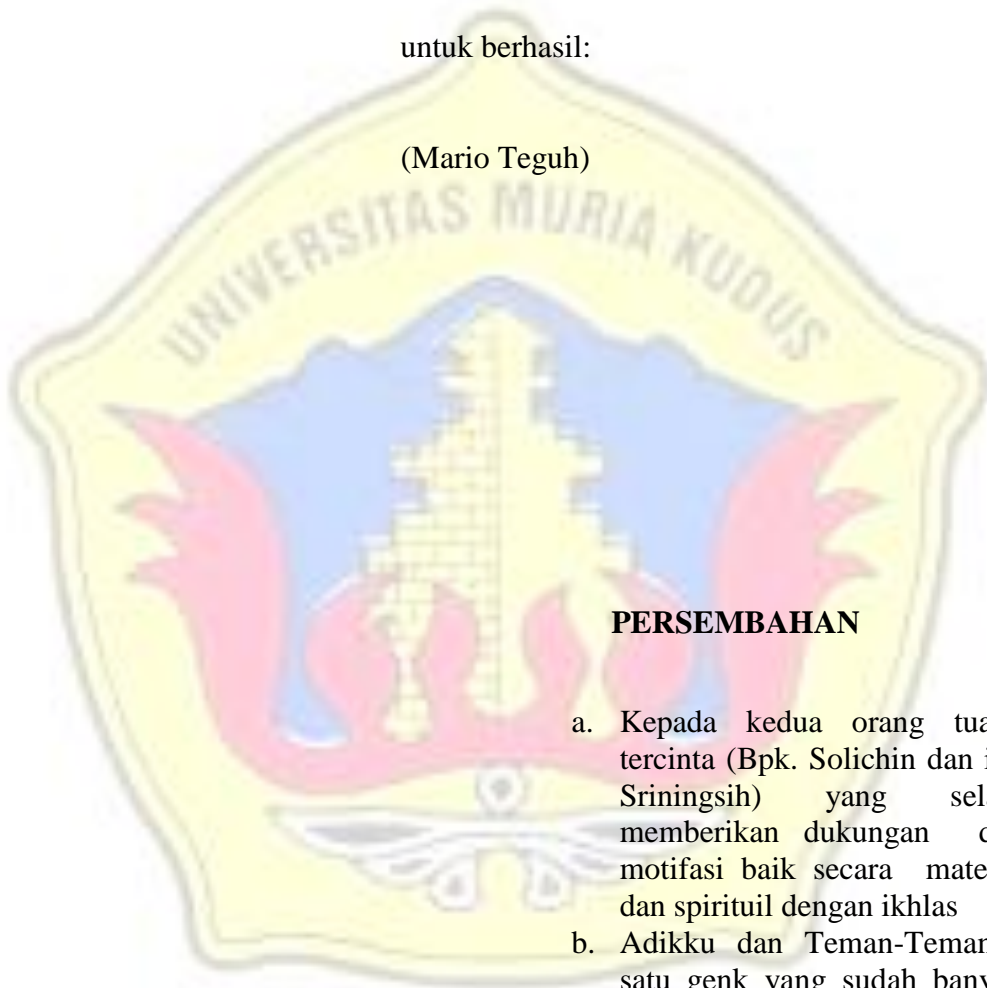 untuk berhasil:
(Mario Teguh)
UNIVERSITAS MURIA KUDUS
PERSEMBAHAN
a. Kepada kedua orang tua
tercinta (Bpk. Solichin dan
Sriningsih) yang
memberikan dukungan
motifasi baik secara
dan spirituil dengan ikhlas
b. Adikku dan
satu genk yang sudah